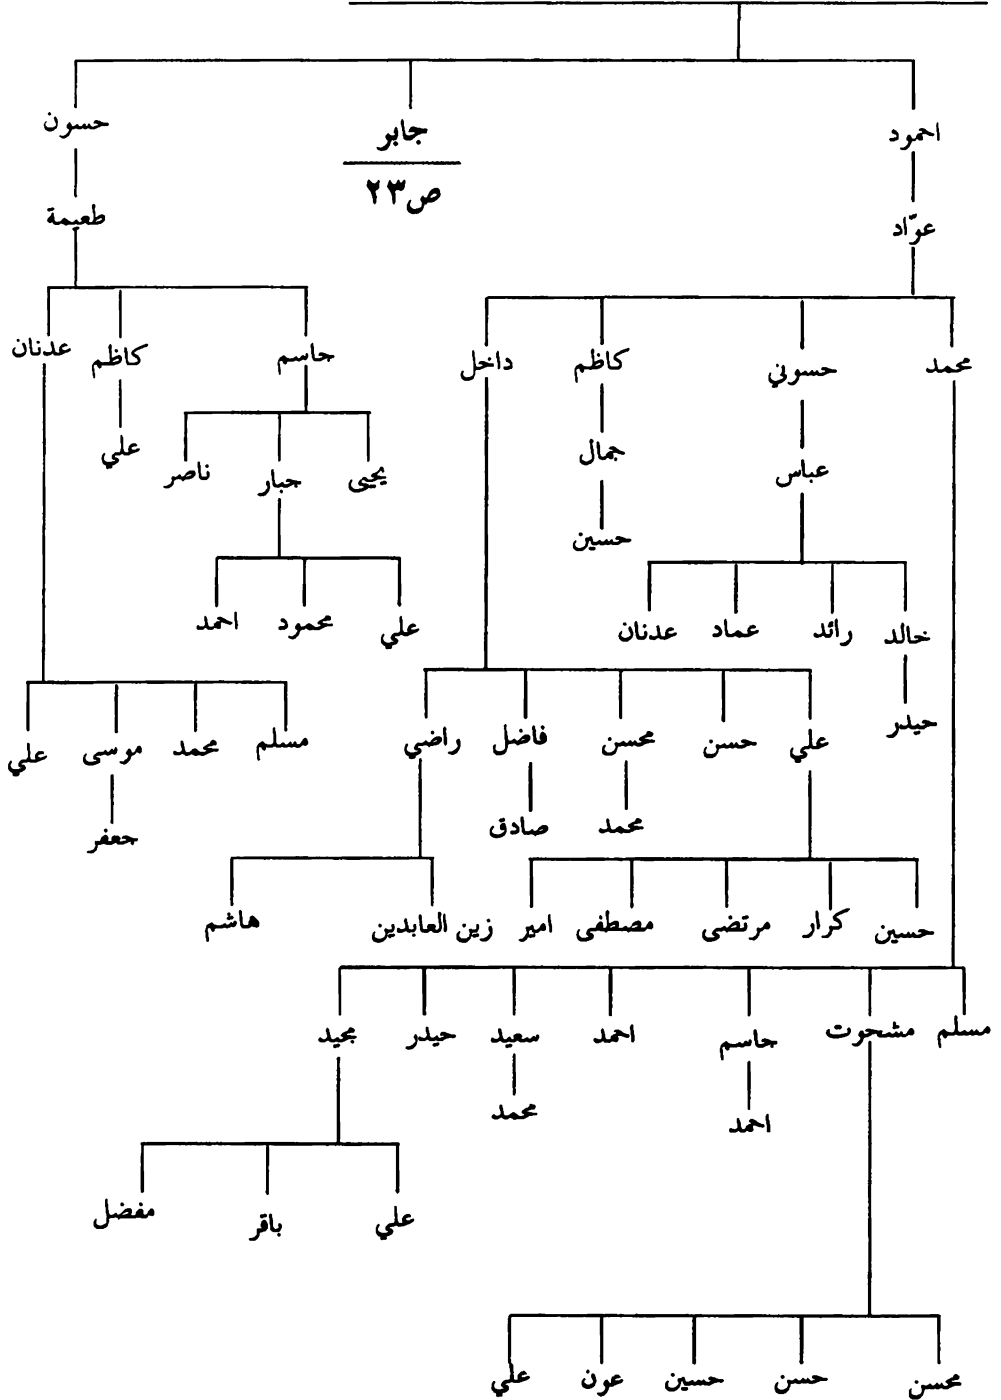 احمود جابر حسون
ص٢٣
عوّاد طعيمة
محمد حسوني كاظم داخل جاسم كاظم عدنان
عباس جمال يحيى جبار ناصر علي
حسين
خالد رائد عماد عدنان علي محمود احمد
حيدر
علي حسن محسن فاضل راضي مسلم محمد موسى علي
محمد صادق جعفر
حسين كرار مرتضى مصطفى امير زين العابدين هاشم
مسلم مشحوت جاسم احمد سعيد حيدر مجيد
احمد محمد
علي باقر مفضل
محسن حسن حسين عون علي